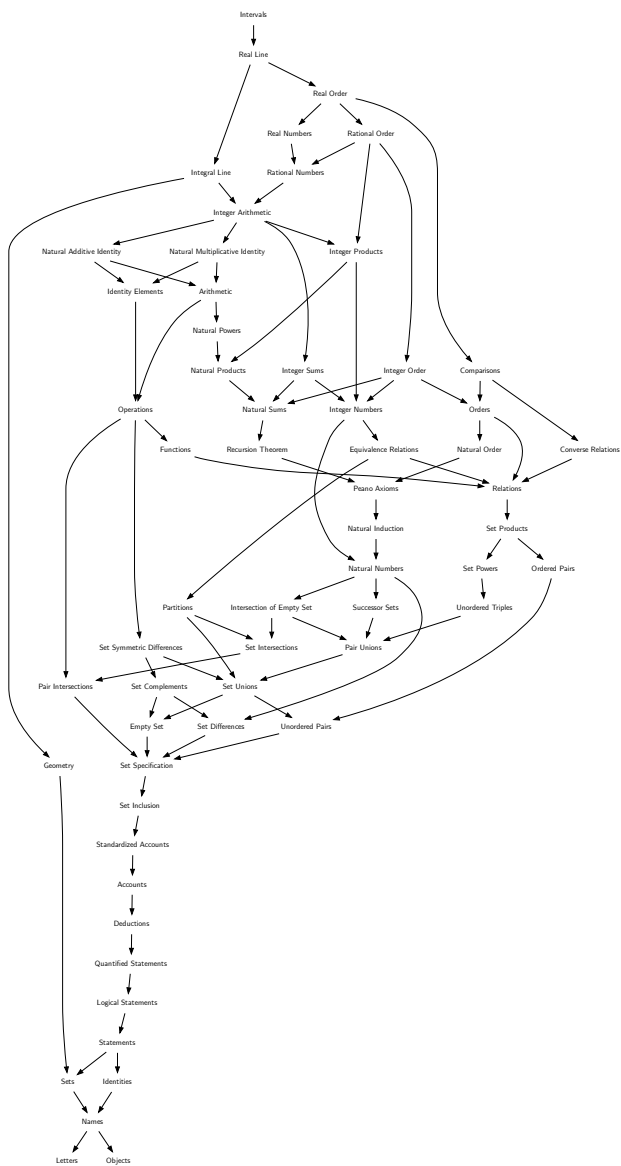 Intervals
Real Line
Real Order
Real Numbers
Rational Order
Integral Line
Rational Numbers
Integer Arithmetic
Natural Additive Identity
Natural Multiplicative Identity
Integer Products
Identity Elements
Arithmetic
Natural Powers
Natural Products
Integer Sums
Integer Order
Comparisons
Operations
Natural Sums
Integer Numbers
Orders
Functions
Recursion Theorem
Equivalence Relations
Natural Order
Converse Relations
Peano Axioms
Relations
Natural Induction
Set Products
Natural Numbers
Set Powers
Ordered Pairs
Partitions
Intersection of Empty Set
Successor Sets
Unordered Triples
Set Symmetric Differences
Set Intersections
Pair Unions
Pair Intersections
Set Complements
Set Unions
Empty Set
Set Differences
Unordered Pairs
Geometry
Set Specification
Set Inclusion
Standardized Accounts
Accounts
Deductions
Quantified Statements
Logical Statements
Statements
Sets
Identities
Names
Letters
Objects